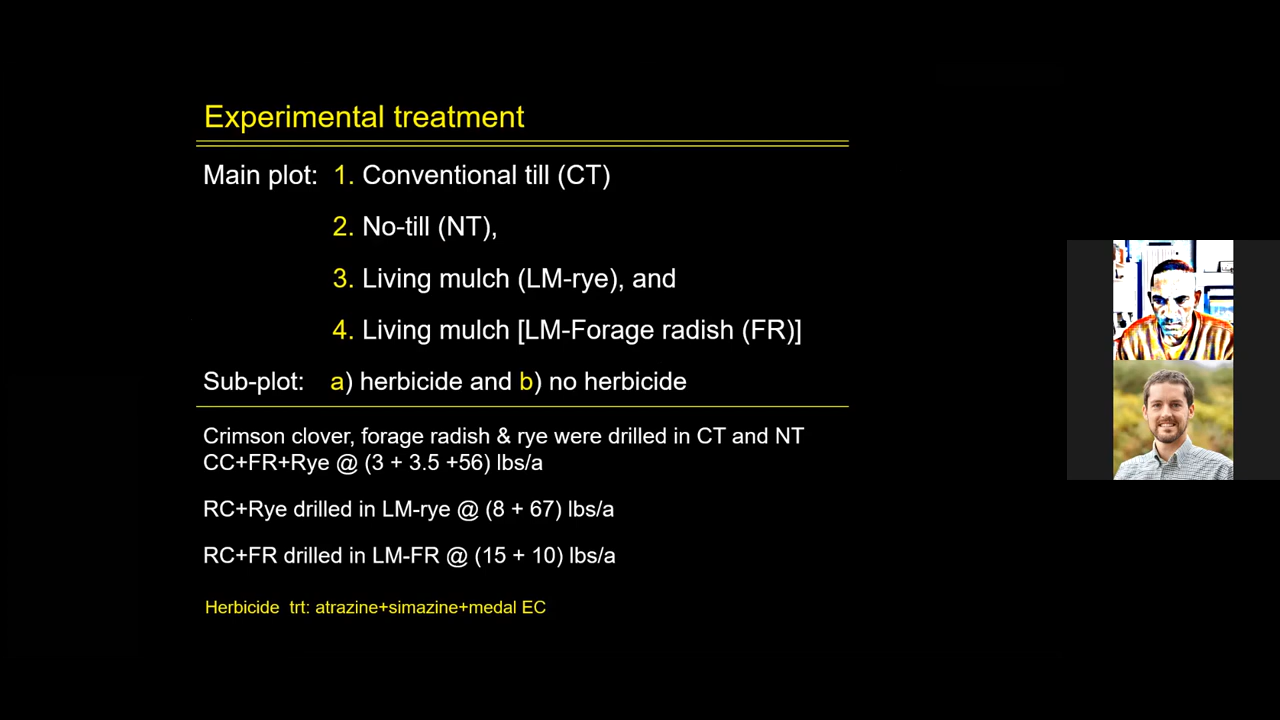 Experimental treatment
Main plot: 1. Conventional till (CT)
2. No-till (NT),
3. Living mulch (LM-rye), and
4. Living mulch [LM-Forage radish (FR)]
Sub-plot: a) herbicide and b) no herbicide
Crimson clover, forage radish & rye were drilled in CT and NT
CC+FR+Rye @ (3 + 3.5 +56) lbs/a
RC+Rye drilled in LM-rye @ (8 + 67) lbs/a
RC+FR drilled in LM-FR @ (15 + 10) lbs/a
Herbicide trt: atrazine+simazine+medal EC